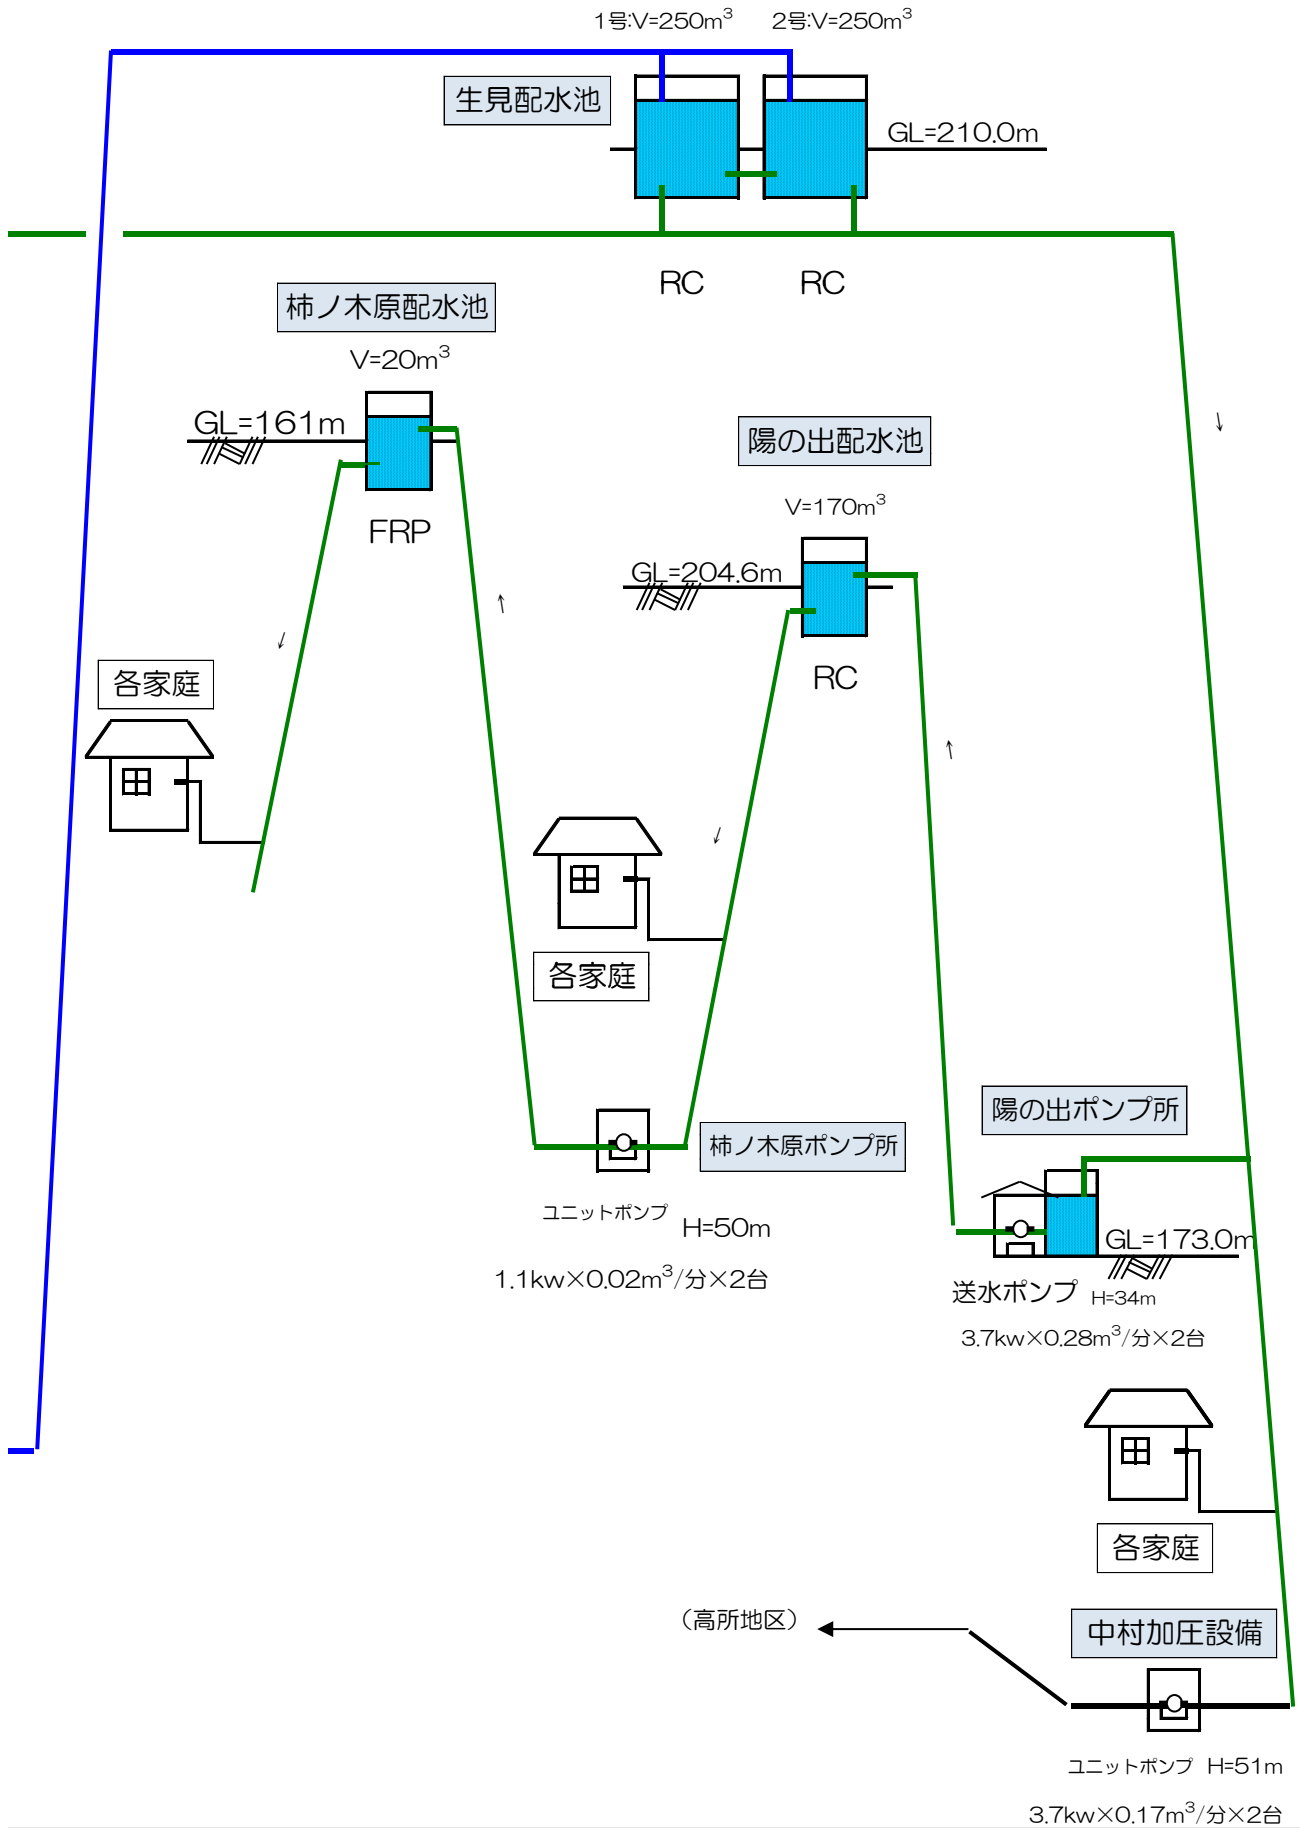 1号:V=250m³ 2号:V=250m³
生見配水池
GL=210.0m
RC RC
柿ノ木原配水池
V=20m³
GL=161m
FRP
陽の出配水池
V=170m³
GL=204.6m
RC
↓
↑
↓
各家庭
↑
↓
各家庭
陽の出ポンプ所
柿ノ木原ポンプ所
ユニットポンプ H=50m
1.1kw×0.02m³/分×2台
GL=173.0m
送水ポンプ H=34m
3.7kw×0.28m³/分×2台
各家庭
（高所地区）
中村加圧設備
ユニットポンプ H=51m
3.7kw×0.17m³/分×2台